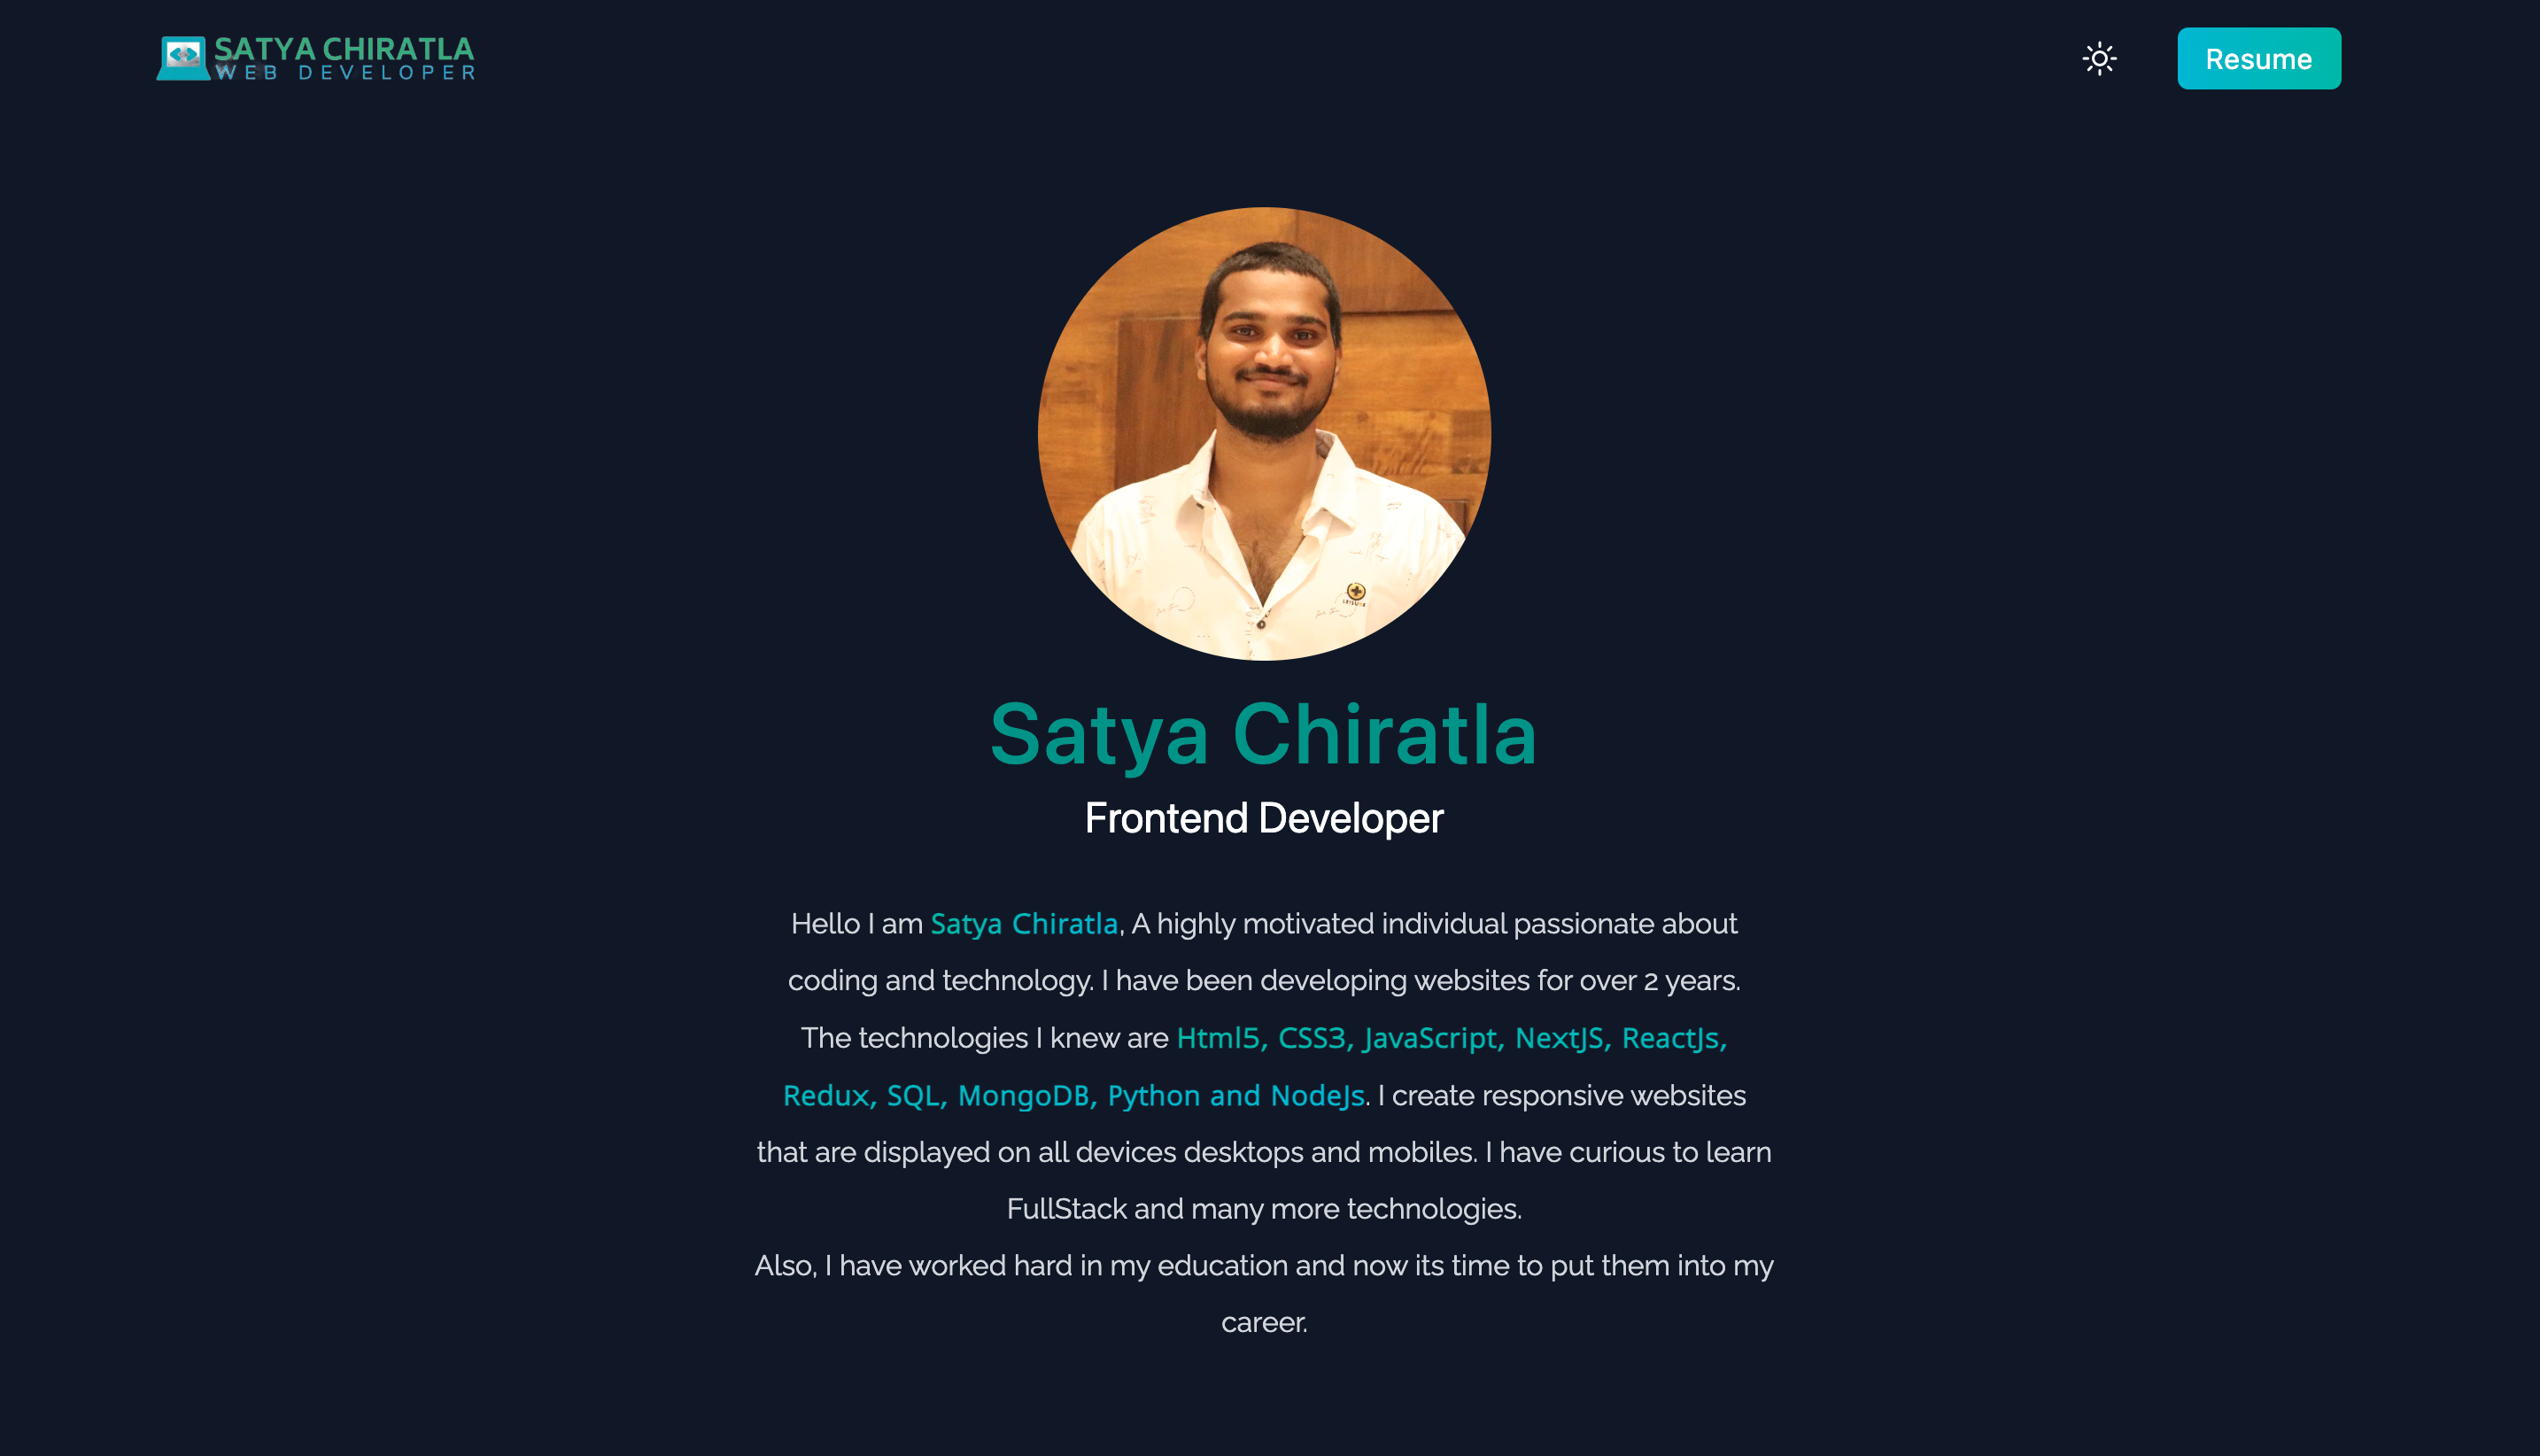 SATYA CHIRATLA
WEB DEVELOPER
Resume
Satya Chiratla
Frontend Developer
Hello I am Satya Chiratla, A highly motivated individual passionate about
coding and technology. I have been developing websites for over 2 years.
The technologies I knew are Html5, CSS3, JavaScript, NextJS, ReactJs,
Redux, SQL, MongoDB, Python and NodeJs. I create responsive websites
that are displayed on all devices desktops and mobiles. I have curious to learn
FullStack and many more technologies.
Also, I have worked hard in my education and now its time to put them into my
career.